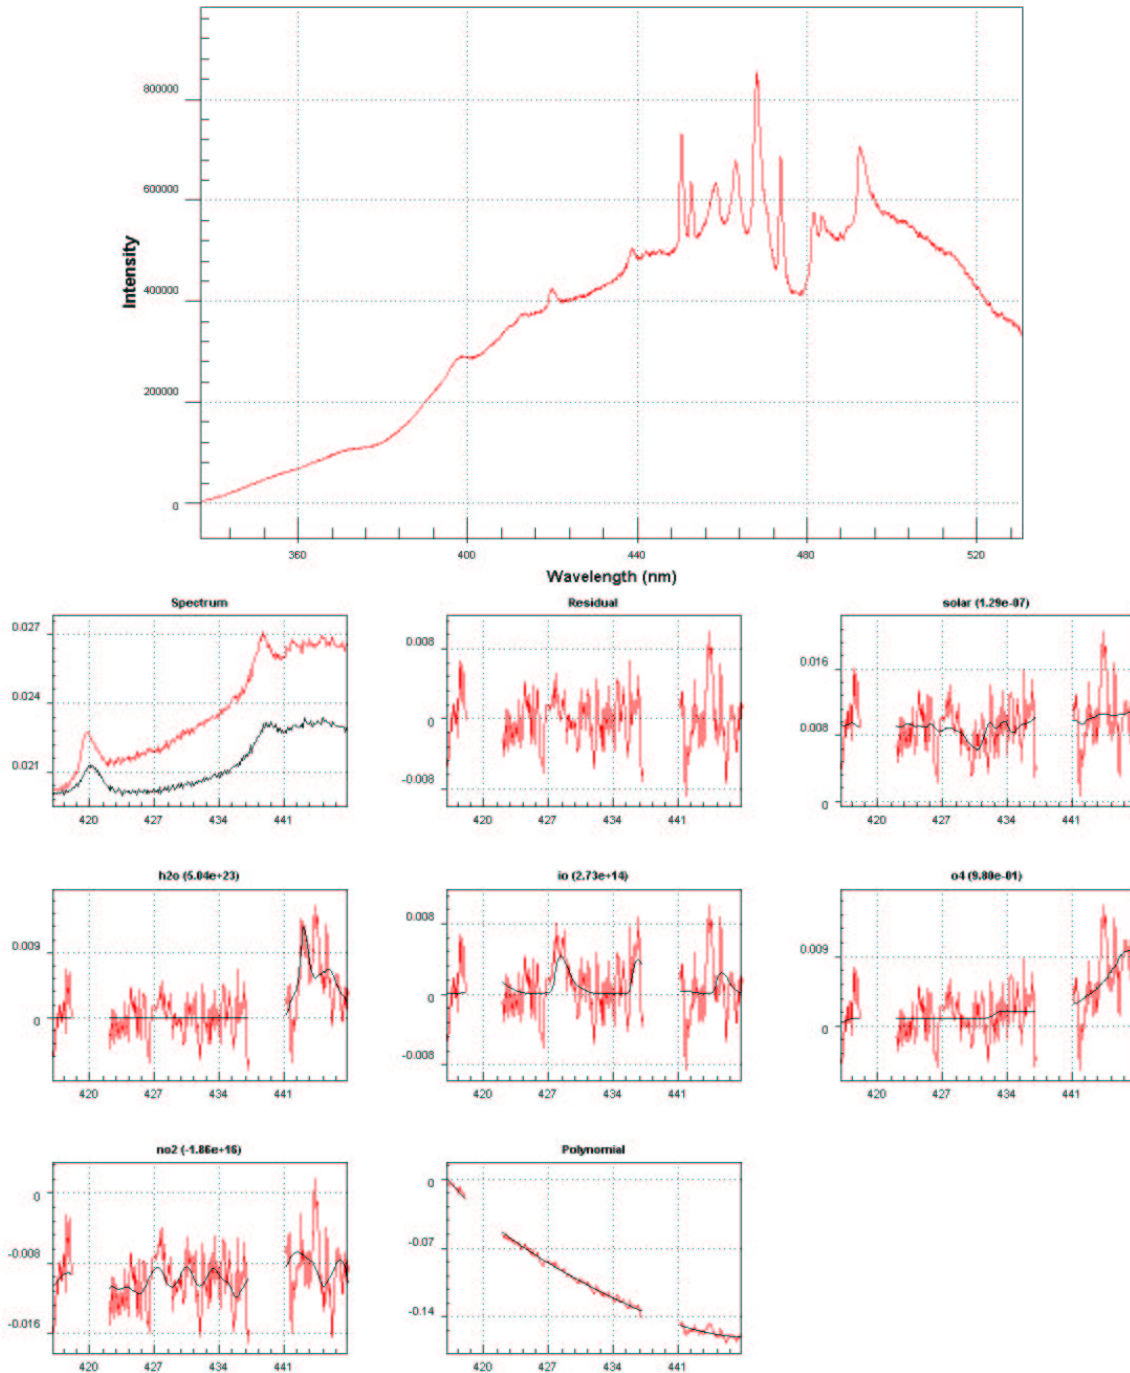 800000
600000
400000
200000
0
Intensity
360 400 440 480 520
Wavelength (nm)
Spectrum
0.027
0.024
0.021
420 427 434 441
Residual
0.008
0
-0.008
420 427 434 441
solar (1.29e-07)
0.016
0.008
0
420 427 434 441
h2o (5.04e+23)
0.009
0
420 427 434 441
io (2.73e+14)
0.008
0
-0.008
420 427 434 441
o4 (9.80e-01)
0.009
0
420 427 434 441
no2 (-1.86e+16)
0
-0.008
-0.016
420 427 434 441
Polynomial
0
-0.07
-0.14
420 427 434 441